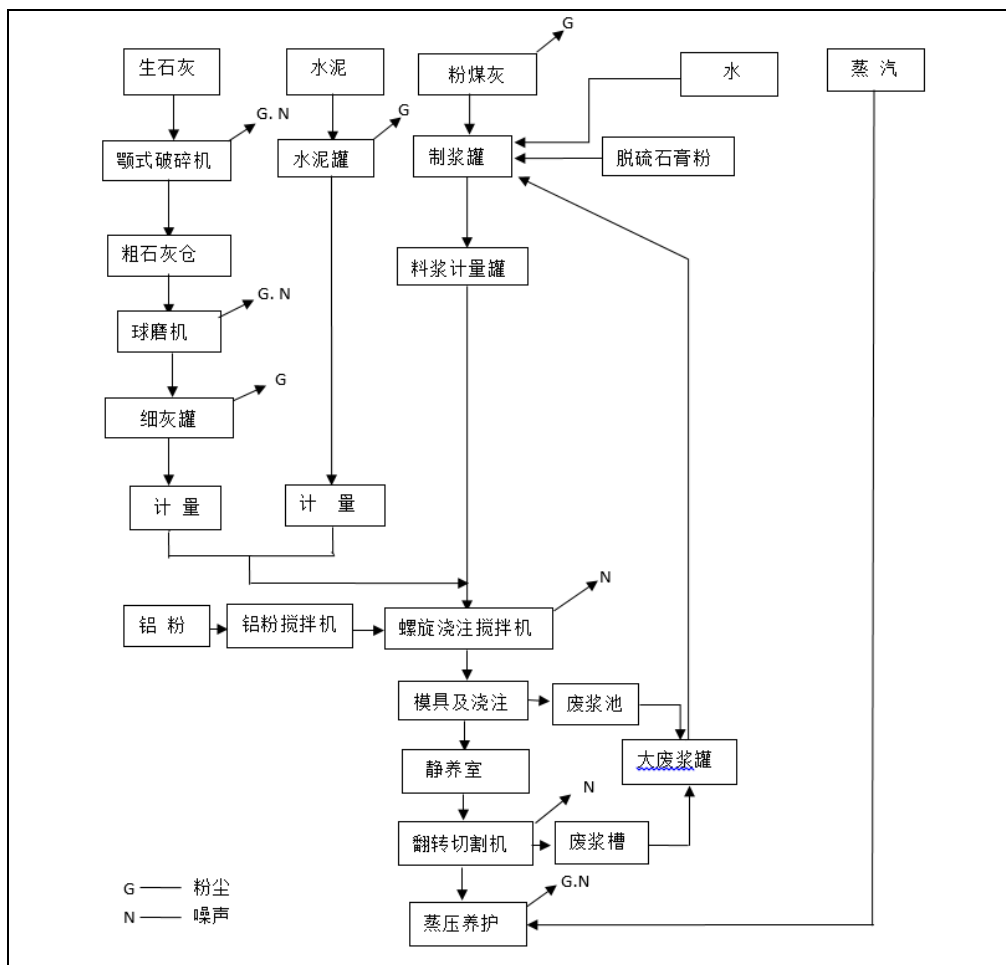 生石灰
水泥
粉煤灰
G
水
蒸 汽
G. N
颚式破碎机
水泥罐
G
制浆罐
脱硫石膏粉
粗石灰仓
料浆计量罐
G. N
球磨机
G
细灰罐
计 量
计 量
N
铝 粉
铝粉搅拌机
螺旋浇注搅拌机
模具及浇注
废浆池
静养室
大废浆罐
N
翻转切割机
废浆槽
G.N
蒸压养护
G —— 粉尘
N —— 噪声